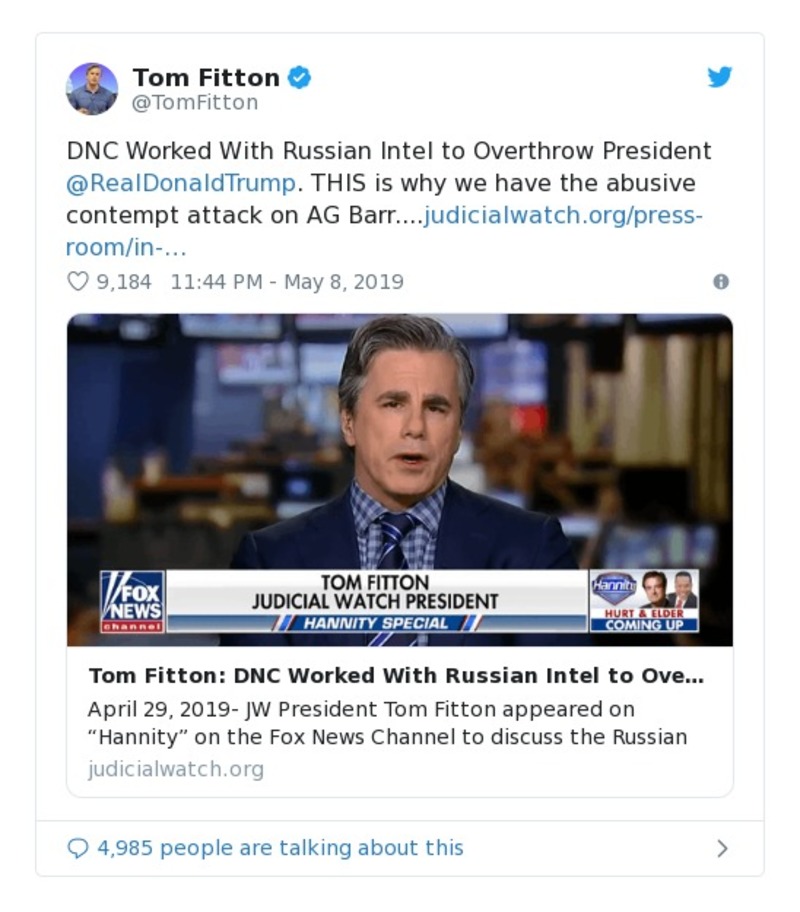 Tom Fitton
@TomFitton
DNC Worked With Russian Intel to Overthrow President
@RealDonaldTrump. THIS is why we have the abusive
contempt attack on AG Barr....judicialwatch.org/press-
room/in-…
9,184 11:44 PM - May 8, 2019
FOX
NEWS
channel
TOM FITTON
JUDICIAL WATCH PRESIDENT
HANNITY SPECIAL
Hannity
HURT & ELDER
COMING UP
Tom Fitton: DNC Worked With Russian Intel to Ove…
April 29, 2019- JW President Tom Fitton appeared on
“Hannity” on the Fox News Channel to discuss the Russian
judicialwatch.org
4,985 people are talking about this